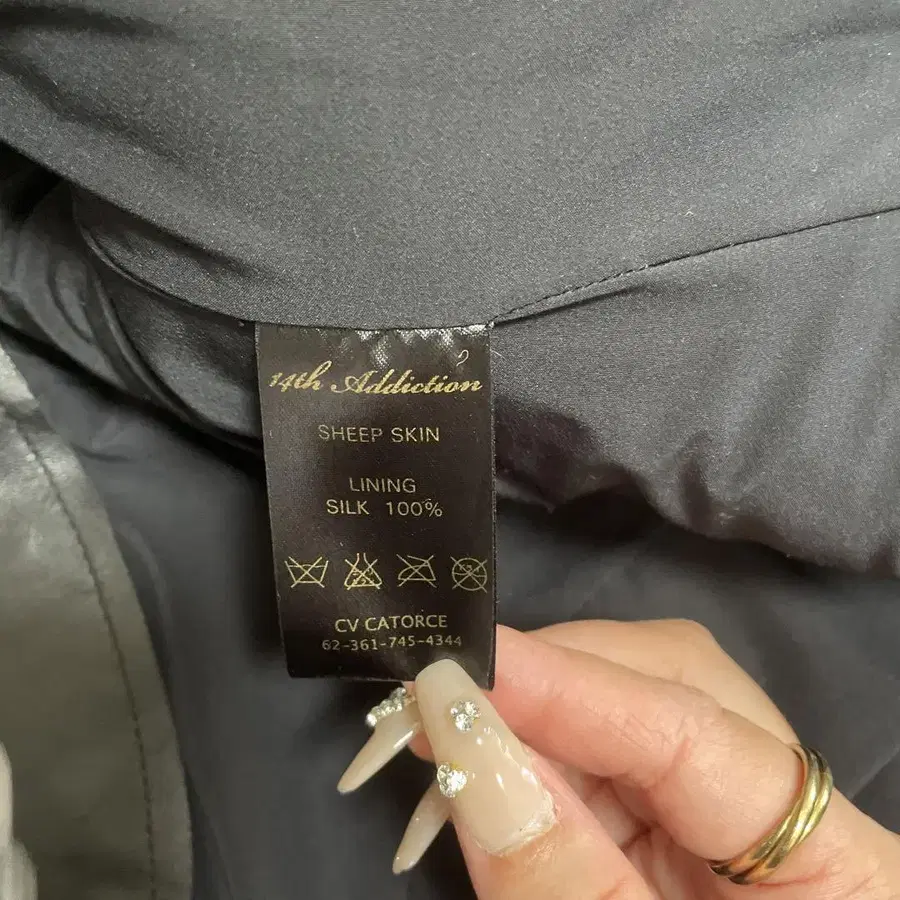 14th Addiction
SHEEP SKIN
LINING
SILK 100%
CV CATORCE
62-361-745-4344